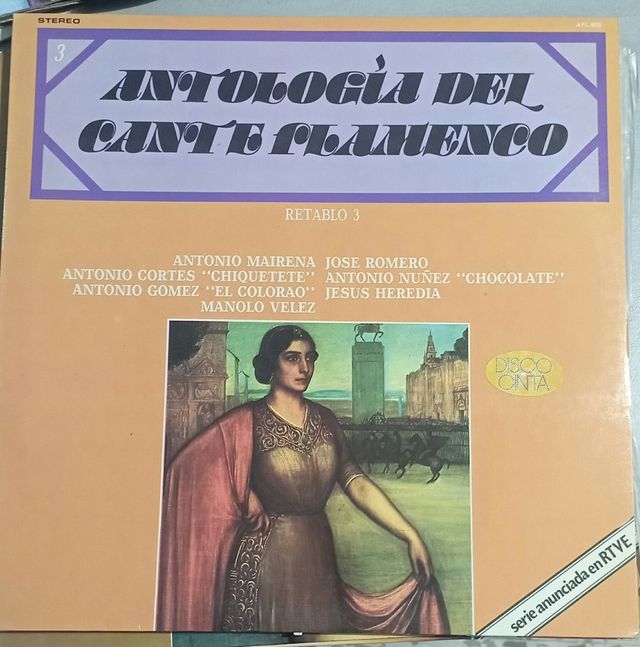 STEREO
3
ANTOLOGÍA DEL
CANTE FLAMENCO
RETABLO 3
ANTONIO MAIRENA JOSE ROMERO
ANTONIO CORTES "CHIQUETETE" ANTONIO NUÑEZ "CHOCOLATE"
ANTONIO GOMEZ "EL COLORAO" JESUS HEREDIA
MANOLO VELEZ
DISCO
CINTA
serie anunciada en RTVE